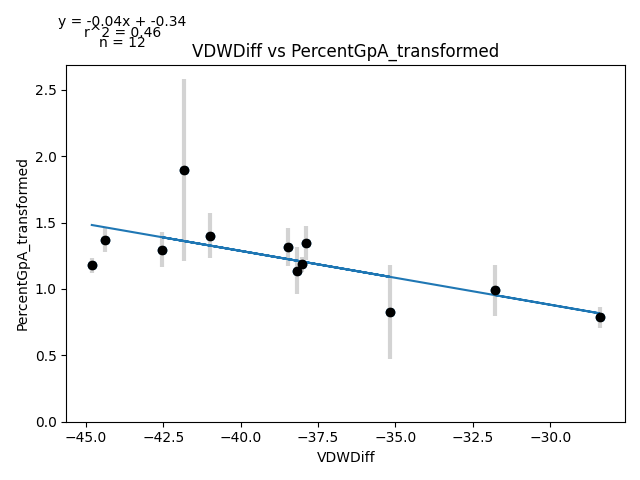 y = -0.04x + -0.34
r^2 = 0.46
n = 12
VDWDiff vs PercentGpA_transformed
PercentGpA_transformed
2.5
2.0
1.5
1.0
0.5
0.0
−45.0 −42.5 −40.0 −37.5 −35.0 −32.5 −30.0
VDWDiff